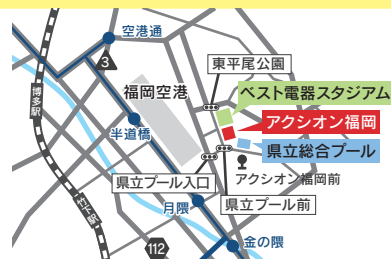 空港通
3
東平尾公園
博多駅
福岡空港
ベスト電器スタジアム
アクシオン福岡
半道橋
県立総合プール
県立プール入口
アクシオン福岡前
竹下駅
月隈
県立プール前
112
金の隈